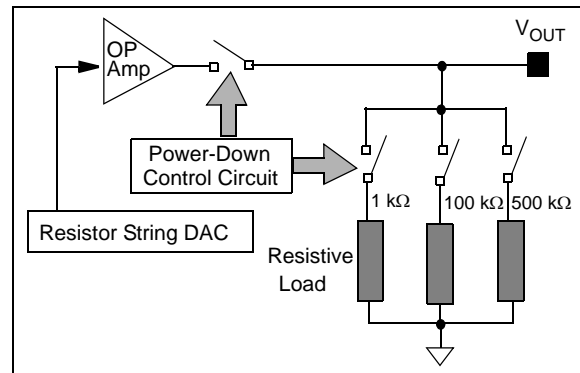 OP
Amp
VOUT
Power-Down
Control Circuit
1 kΩ
100 kΩ
500 kΩ
Resistor String DAC
Resistive
Load